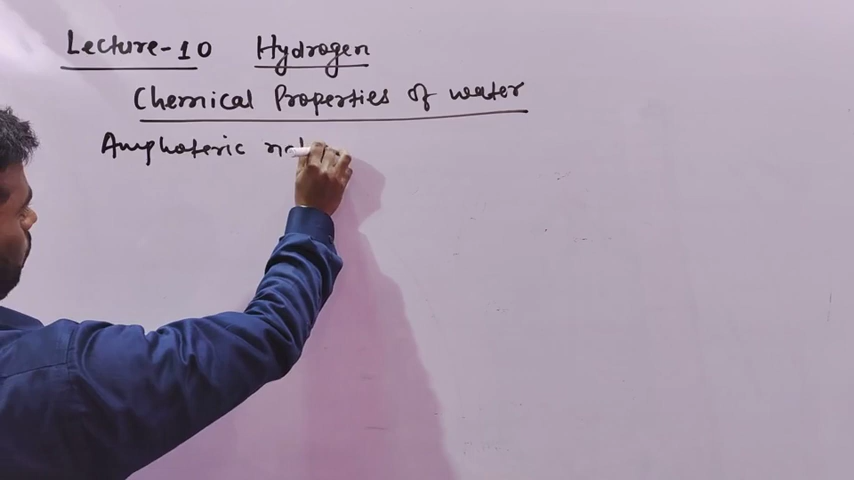 Lecture-10 Hydrogen
Chemical Properties of water
Amphoteric